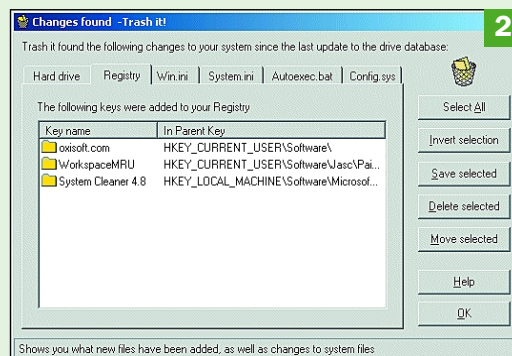 Changes found -Trash it!
2
Trash it found the following changes to your system since the last update to the drive database:
Hard drive Registry Win.ini System.ini Autoexec.bat Config.sys
The following keys were added to your Registry
Key name In Parent Key
oxisoft.com HKEY_CURRENT_USER\Software\
WorkspaceMRU HKEY_CURRENT_USER\Software\Jasc\Pai...
System Cleaner 4.8 HKEY_LOCAL_MACHINE\Software\Microsof...
Select All
Invert selection
Save selected
Delete selected
Move selected
Help
OK
Shows you what new files have been added, as well as changes to system files